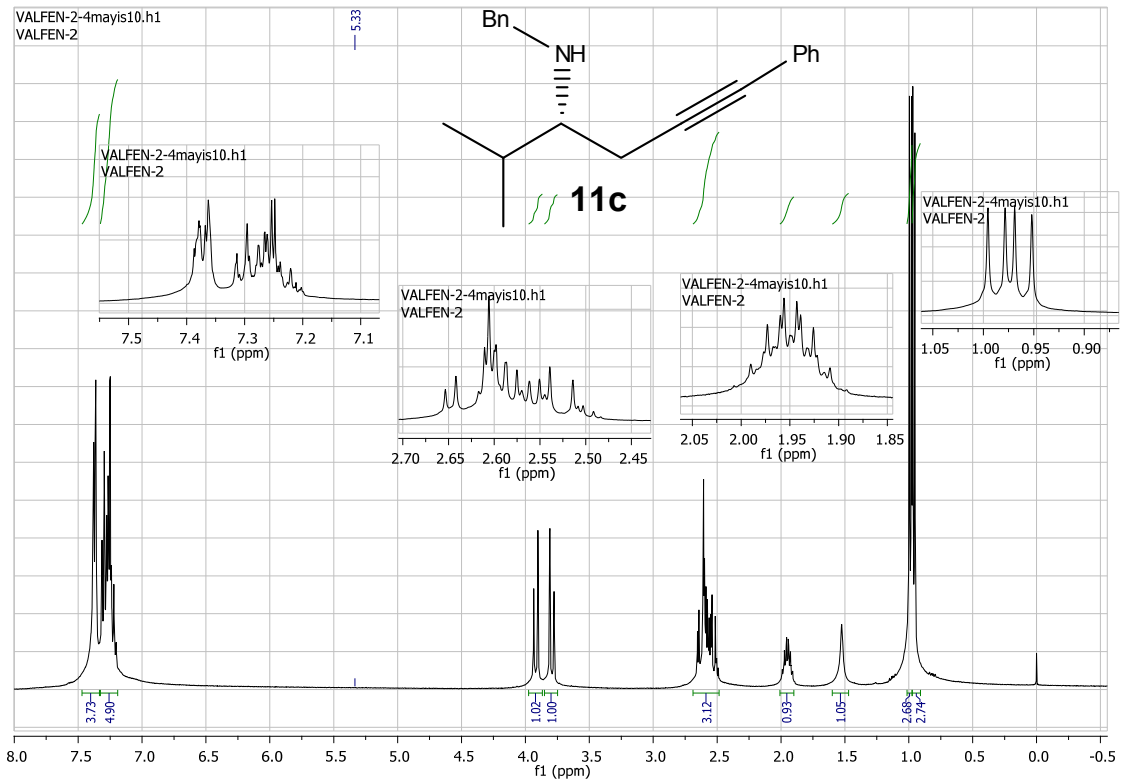 VALFEN-2-4mayis10.h1
VALFEN-2
5.33
Bn
NH
Ph
11c
VALFEN-2-4mayis10.h1
VALFEN-2
7.5 7.4 7.3 7.2 7.1
f1 (ppm)
VALFEN-2-4mayis10.h1
VALFEN-2
2.70 2.65 2.60 2.55 2.50 2.45
f1 (ppm)
VALFEN-2-4mayis10.h1
VALFEN-2
2.05 2.00 1.95 1.90 1.85
f1 (ppm)
VALFEN-2-4mayis10.h1
VALFEN-2
1.05 1.00 0.95 0.90
f1 (ppm)
3.73 4.90 1.02 1.00 3.12 0.93 1.05 2.68 2.74
8.0 7.5 7.0 6.5 6.0 5.5 5.0 4.5 4.0 3.5 3.0 2.5 2.0 1.5 1.0 0.5 0.0 -0.5
f1 (ppm)